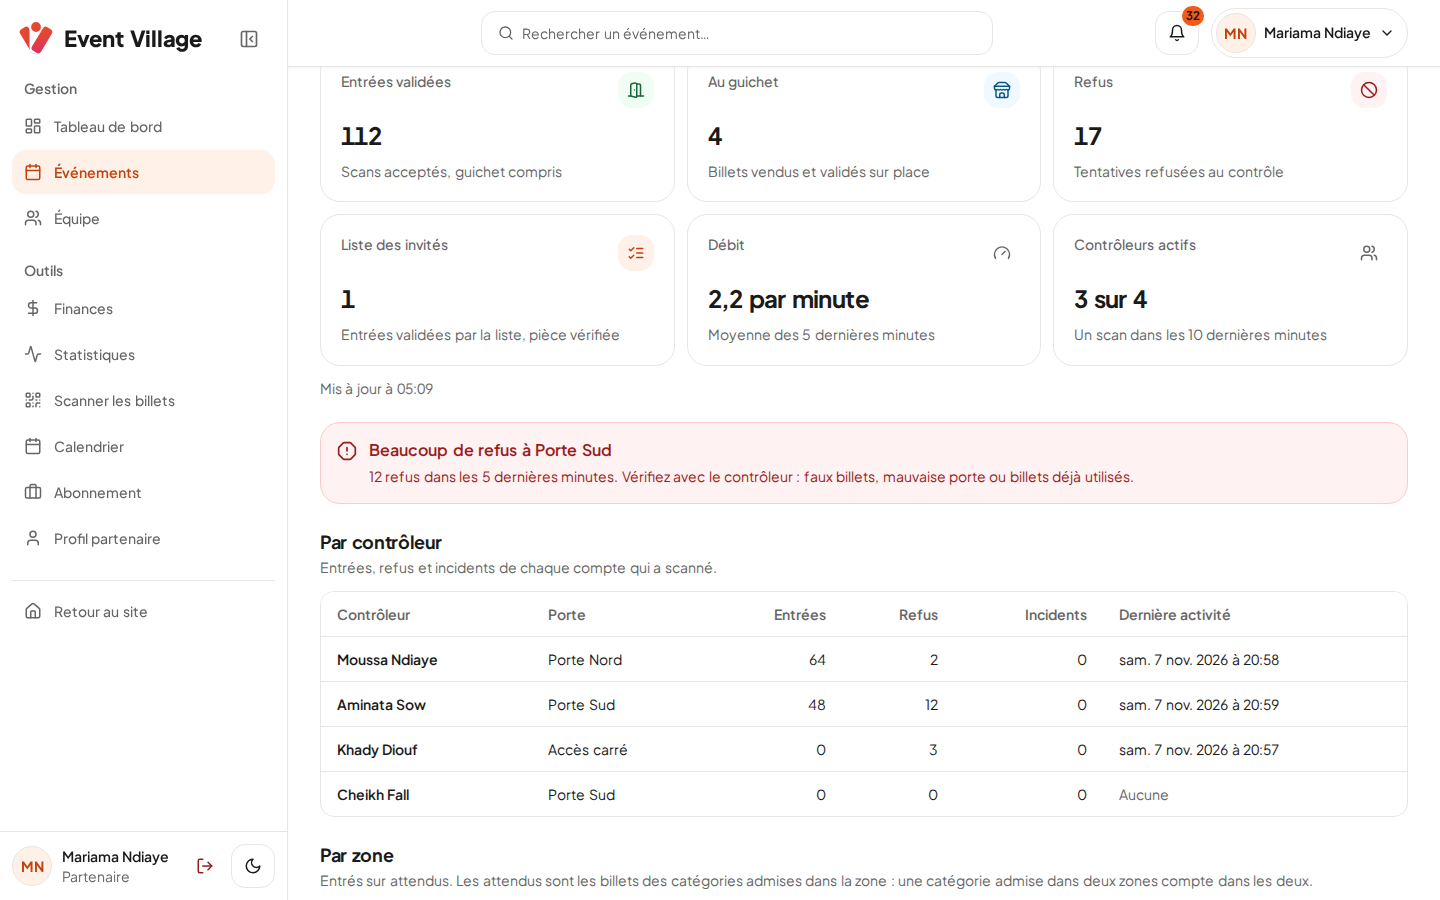 Event Village
Rechercher un événement...
32
MN
Mariama Ndiaye
Gestion
Tableau de bord
Événements
Équipe
Outils
Finances
Statistiques
Scanner les billets
Calendrier
Abonnement
Profil partenaire
Retour au site
MN
Mariama Ndiaye
Partenaire
Entrées validées
112
Scans acceptés, guichet compris
Au guichet
4
Billets vendus et validés sur place
Refus
17
Tentatives refusées au contrôle
Liste des invités
1
Entrées validées par la liste, pièce vérifiée
Débit
2,2 par minute
Moyenne des 5 dernières minutes
Contrôleurs actifs
3 sur 4
Un scan dans les 10 dernières minutes
Mis à jour à 05:09
Beaucoup de refus à Porte Sud
12 refus dans les 5 dernières minutes. Vérifiez avec le contrôleur : faux billets, mauvaise porte ou billets déjà utilisés.
Par contrôleur
Entrées, refus et incidents de chaque compte qui a scanné.
Contrôleur Porte Entrées Refus Incidents Dernière activité
Moussa Ndiaye Porte Nord 64 2 0 sam. 7 nov. 2026 à 20:58
Aminata Sow Porte Sud 48 12 0 sam. 7 nov. 2026 à 20:59
Khady Diouf Accès carré 0 3 0 sam. 7 nov. 2026 à 20:57
Cheikh Fall Porte Sud 0 0 0 Aucune
Par zone
Entrés sur attendus. Les attendus sont les billets des catégories admises dans la zone : une catégorie admise dans deux zones compte dans les deux.